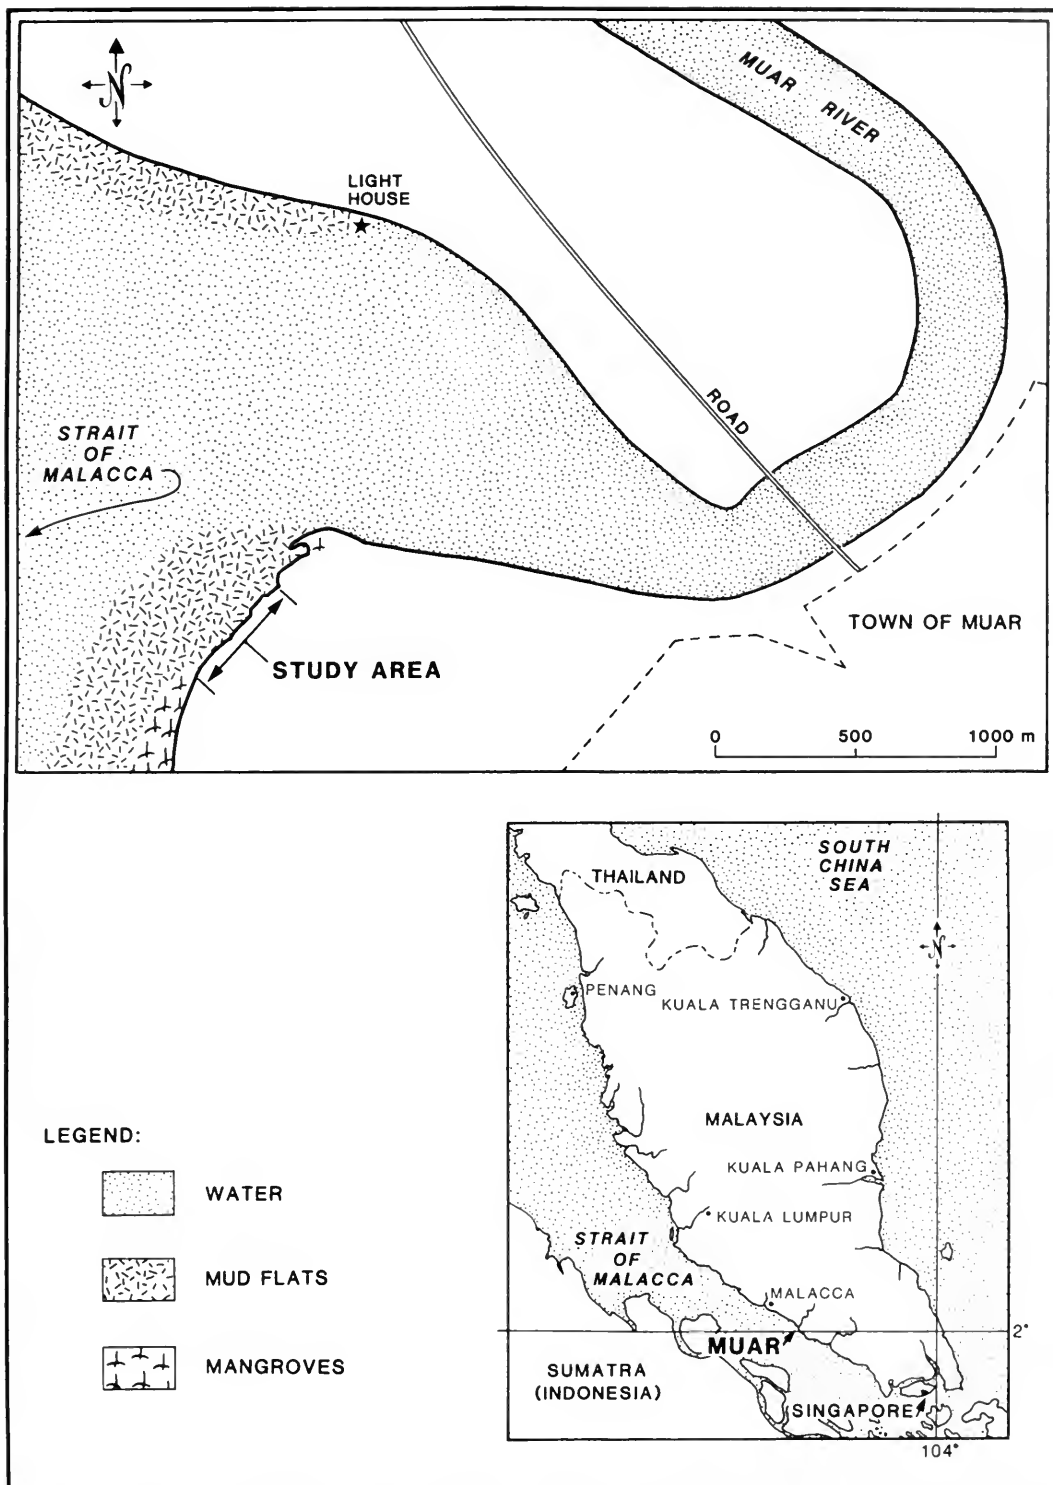 N
MUAR RIVER
LIGHT
HOUSE
ROAD
STRAIT
OF
MALACCA
TOWN OF MUAR
STUDY AREA
0 500 1000 m
SOUTH
CHINA
SEA
THAILAND
N
PENANG
KUALA TRENGGANU
MALAYSIA
KUALA PAHANG
KUALA LUMPUR
STRAIT
OF
MALACCA
MALACCA
2°
MUAR
SUMATRA
(INDONESIA)
SINGAPORE
104°
LEGEND:
WATER
MUD FLATS
MANGROVES